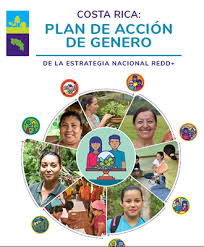 COSTA RICA:
PLAN DE ACCIÓN
DE GENERO
DE LA ESTRATEGIA NACIONAL REDD+